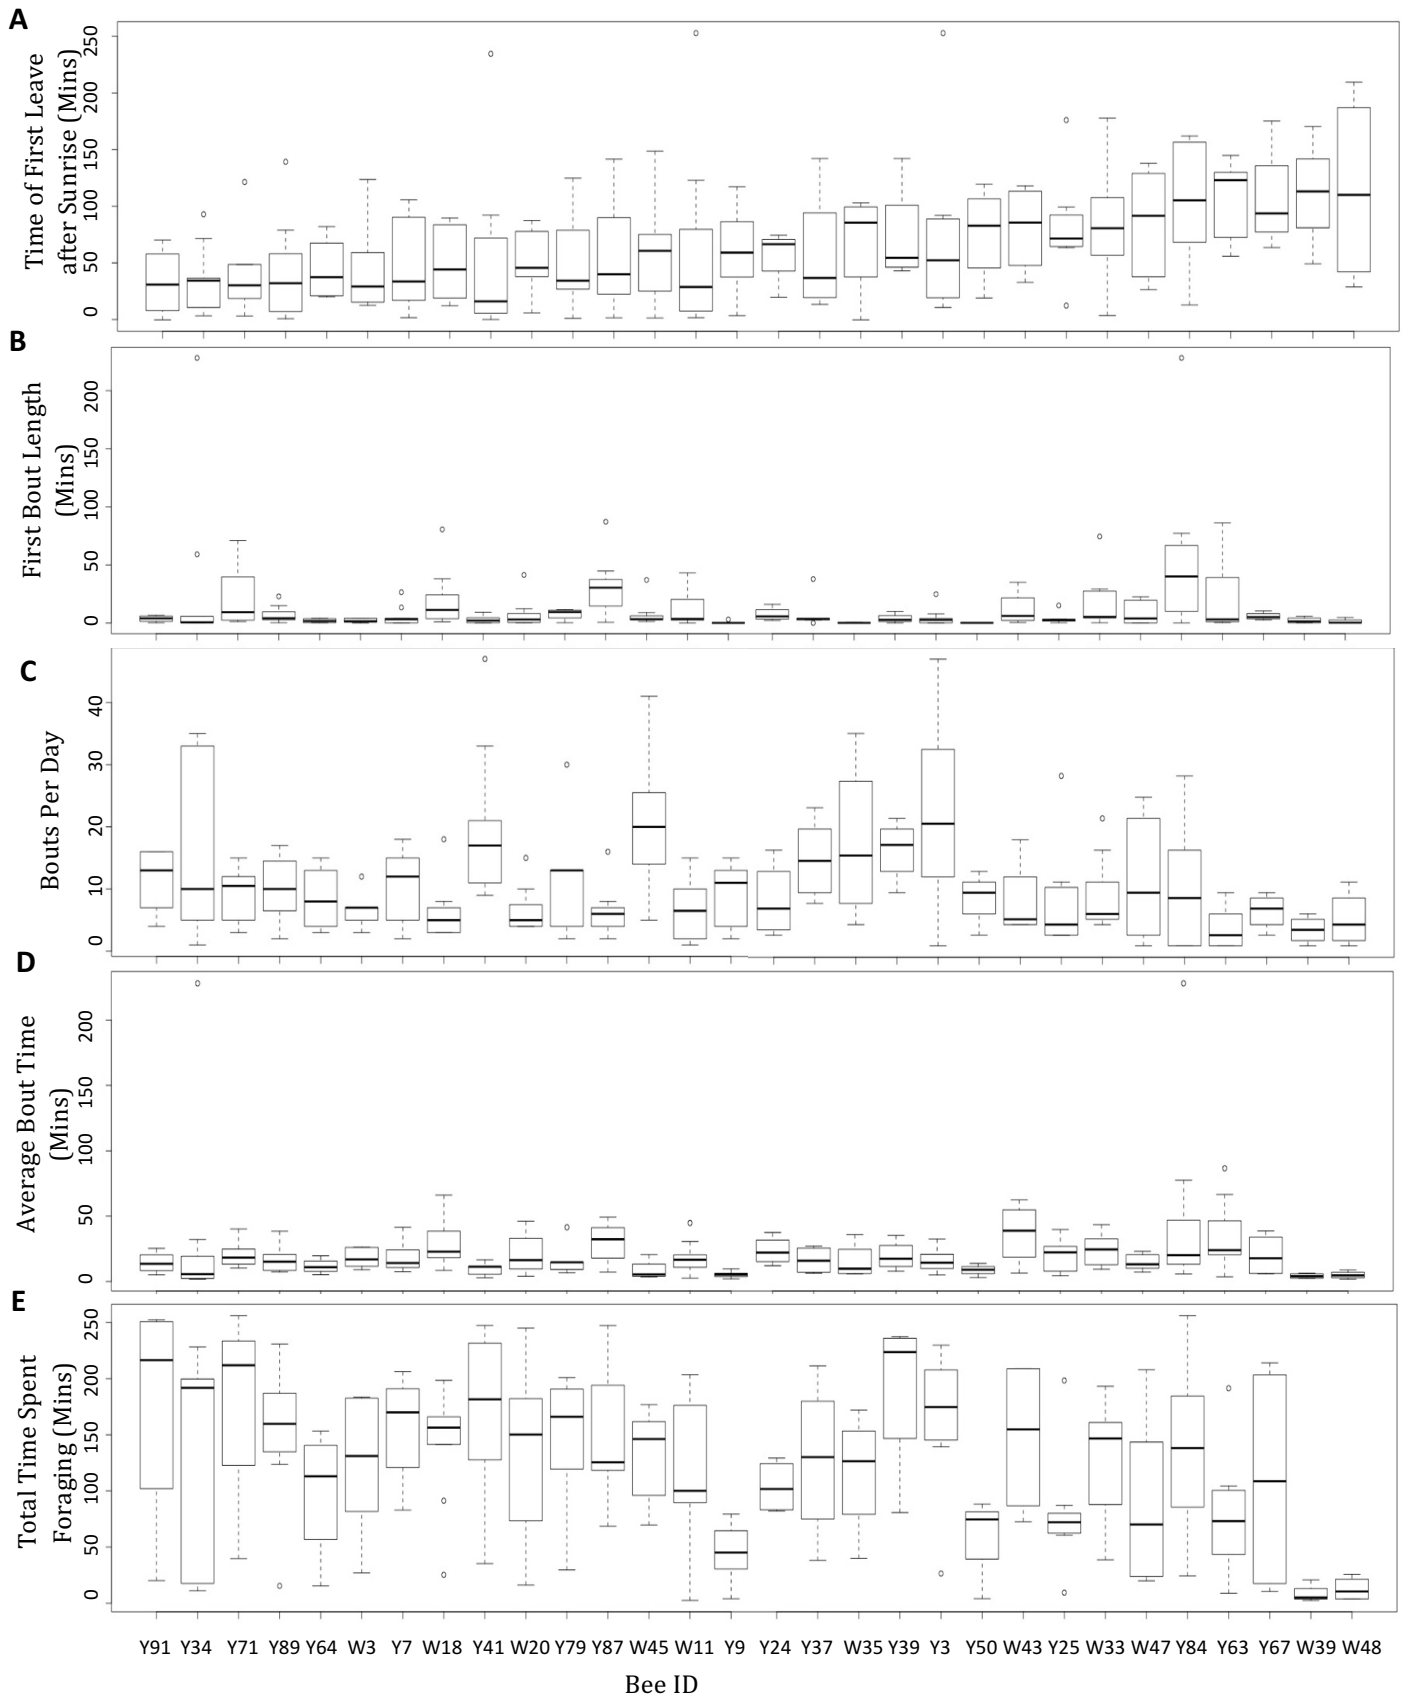 A
Time of First Leave
after Sunrise (Mins)
250
200
150
100
50
0
B
First Bout Length
(Mins)
200
150
100
50
0
C
Bouts Per Day
40
30
20
10
0
D
Average Bout Time
(Mins)
200
150
100
50
0
E
Total Time Spent
Foraging (Mins)
250
200
150
100
50
0
Y91 Y34 Y71 Y89 Y64 W3 Y7 W18 Y41 W20 Y79 Y87 W45 W11 Y9 Y24 Y37 W35 Y39 Y3 Y50 W43 Y25 W33 W47 Y84 Y63 Y67 W39 W48
Bee ID